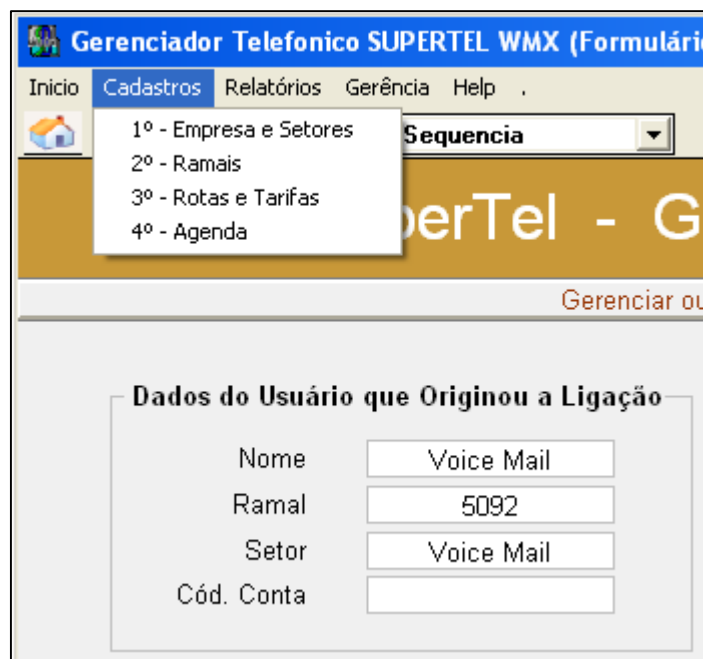 Gerenciador Telefonico SUPERTEL WMX (Formulári
Inicio Cadastros Relatórios Gerência Help .
1º - Empresa e Setores
2º - Ramais
3º - Rotas e Tarifas
4º - Agenda
Sequencia
perTel - G
Gerenciar ou
Dados do Usuário que Originou a Ligação
Nome Voice Mail
Ramal 5092
Setor Voice Mail
Cód. Conta